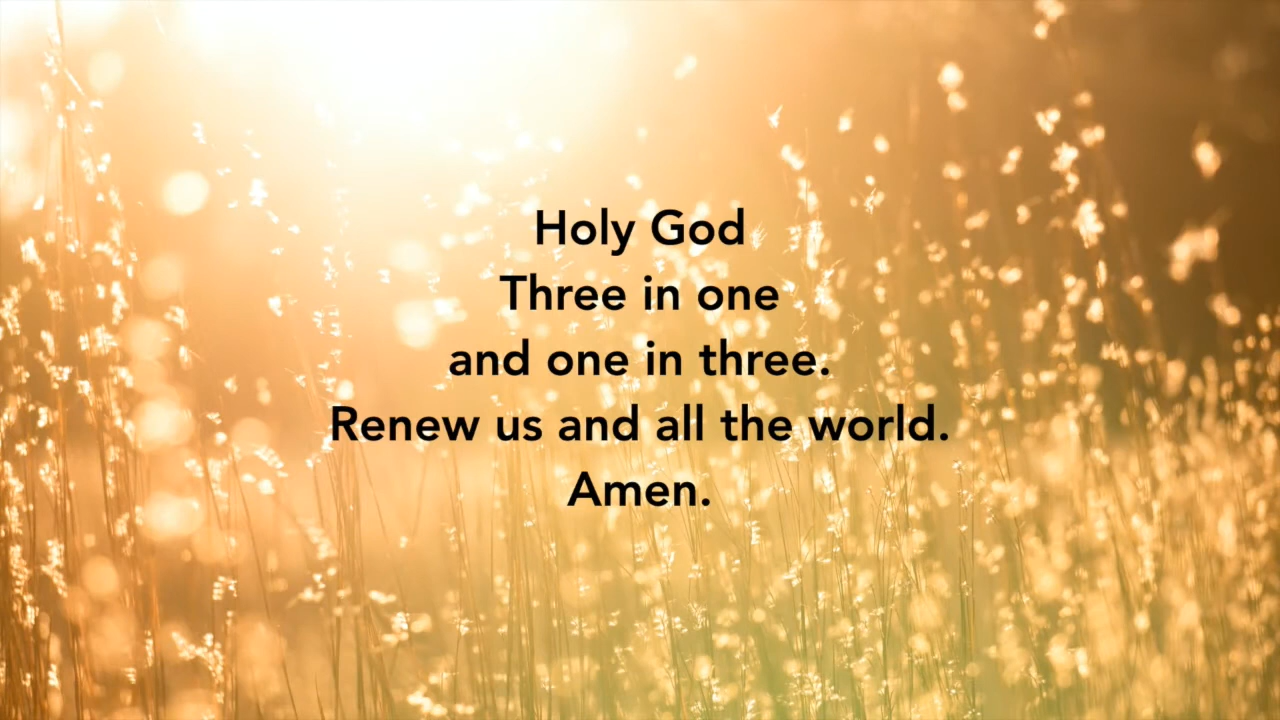 Holy God
Three in one
and one in three.
Renew us and all the world.
Amen.